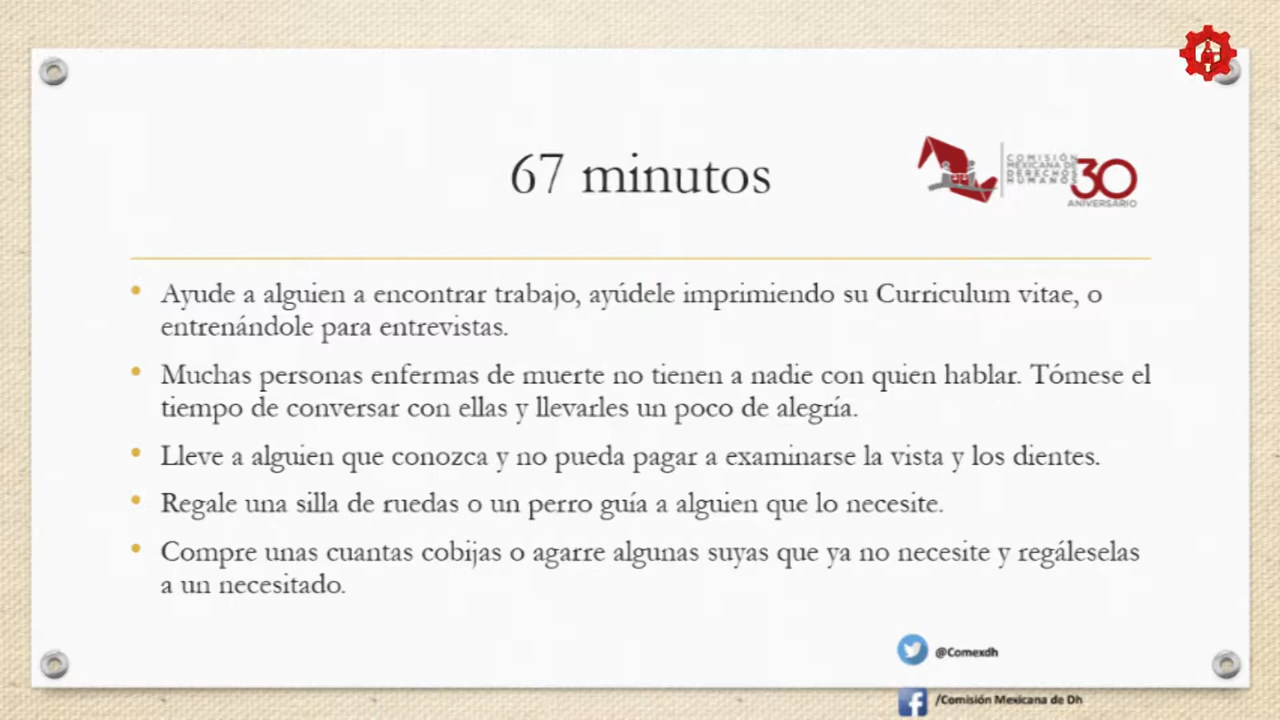 67 minutos
COMISIÓN
MEXICANA DE
DERECHOS
HUMANOS
30
ANIVERSARIO
• Ayude a alguien a encontrar trabajo, ayúdele imprimiendo su Curriculum vitae, o
entrenándole para entrevistas.
• Muchas personas enfermas de muerte no tienen a nadie con quien hablar. Tómese el
tiempo de conversar con ellas y llevarles un poco de alegría.
• Lleve a alguien que conozca y no pueda pagar a examinarse la vista y los dientes.
• Regale una silla de ruedas o un perro guía a alguien que lo necesite.
• Compre unas cuantas cobijas o agarre algunas suyas que ya no necesite y regáleselas
a un necesitado.
@Comexdh
/Comisión Mexicana de Dh